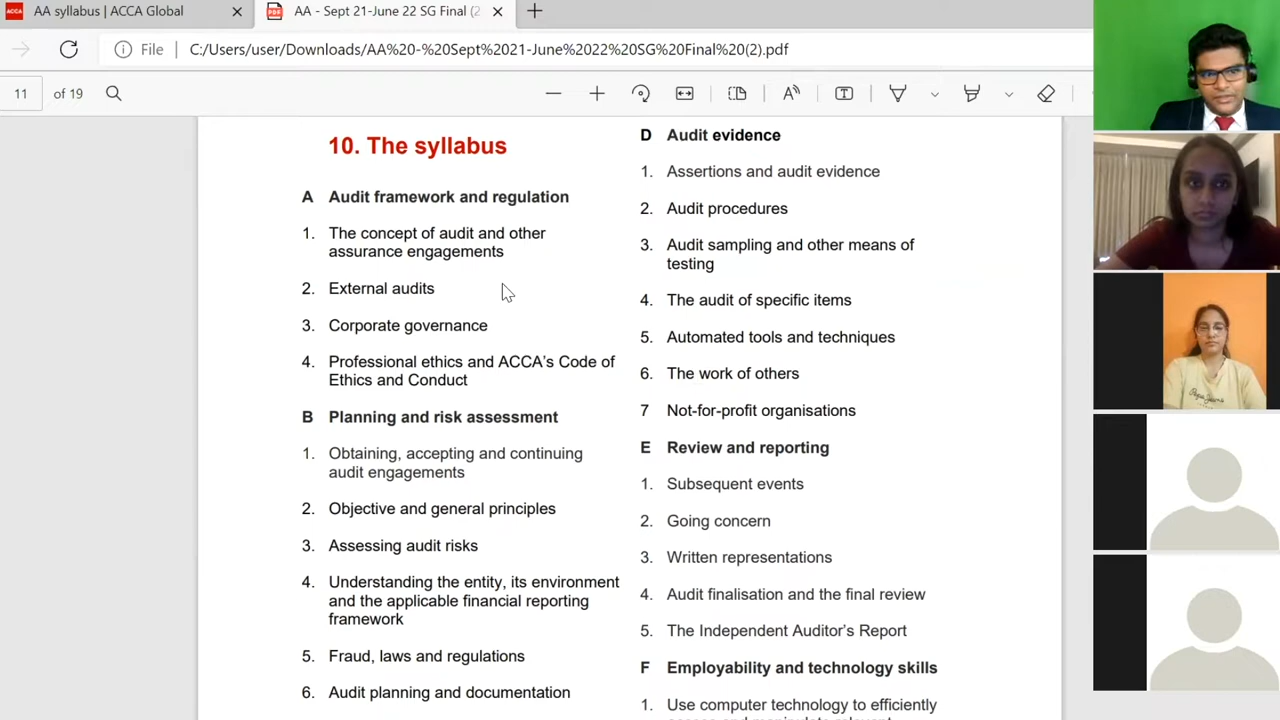 ACCA
AA syllabus | ACCA Global
PDF
AA - Sept 21-June 22 SG Final (2
File
C:/Users/user/Downloads/AA%20-%20Sept%2021-June%2022%20SG%20Final%20(2).pdf
11
of 19
10. The syllabus
A Audit framework and regulation
1. The concept of audit and other
assurance engagements
2. External audits
3. Corporate governance
4. Professional ethics and ACCA's Code of
Ethics and Conduct
B Planning and risk assessment
1. Obtaining, accepting and continuing
audit engagements
2. Objective and general principles
3. Assessing audit risks
4. Understanding the entity, its environment
and the applicable financial reporting
framework
5. Fraud, laws and regulations
6. Audit planning and documentation
D Audit evidence
1. Assertions and audit evidence
2. Audit procedures
3. Audit sampling and other means of
testing
4. The audit of specific items
5. Automated tools and techniques
6. The work of others
7 Not-for-profit organisations
E Review and reporting
1. Subsequent events
2. Going concern
3. Written representations
4. Audit finalisation and the final review
5. The Independent Auditor's Report
F Employability and technology skills
1. Use computer technology to efficiently